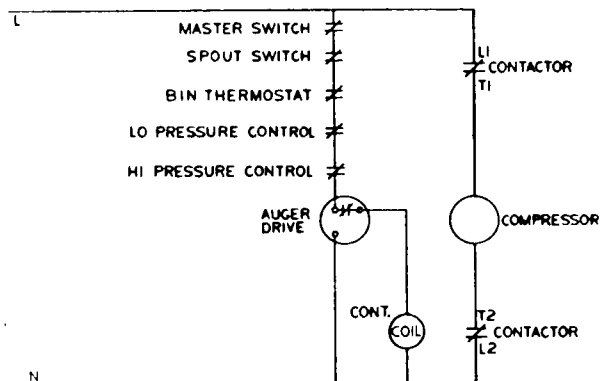 L
MASTER SWITCH
SPOUT SWITCH
BIN THERMOSTAT
LO PRESSURE CONTROL
HI PRESSURE CONTROL
AUGER
DRIVE
CONT.
COIL
L1
CONTACTOR
T1
COMPRESSOR
T2
CONTACTOR
L2
N